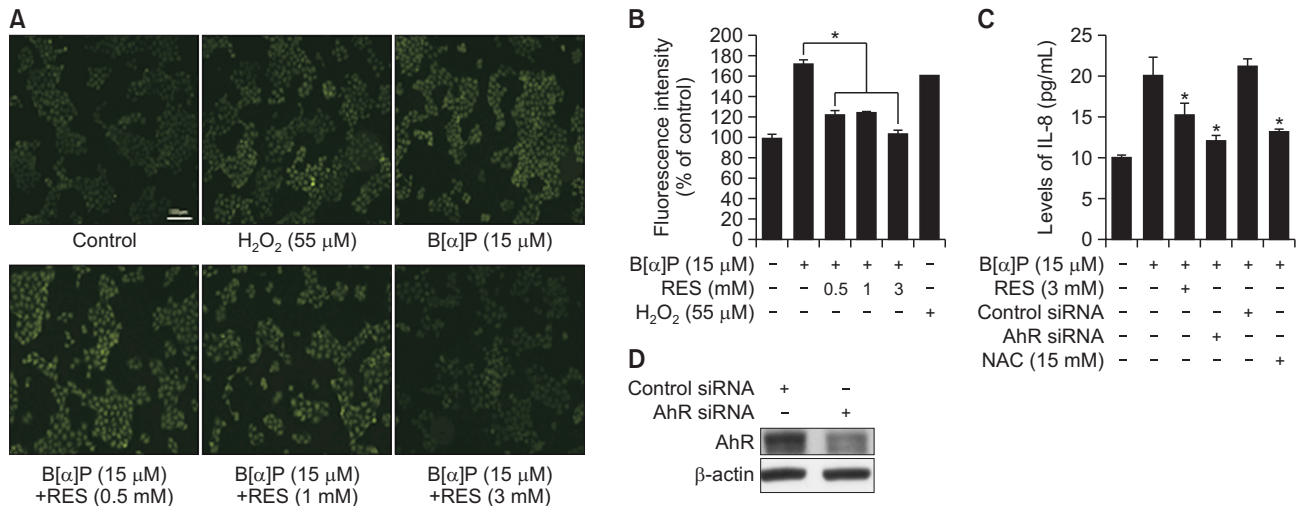 A
Control
H₂O₂ (55 μM)
B[α]P (15 μM)
B[α]P (15 μM)
+RES (0.5 mM)
B[α]P (15 μM)
+RES (1 mM)
B[α]P (15 μM)
+RES (3 mM)
B
Fluorescence intensity
(% of control)
200
180
160
140
120
100
80
60
40
20
0
*
B[α]P (15 μM) − + + + + −
RES (mM) − − 0.5 1 3 −
H₂O₂ (55 μM) − − − − − +
C
Levels of IL-8 (pg/mL)
25
20
15
10
5
0
* * *
B[α]P (15 μM) − + + + + +
RES (3 mM) − − + − − −
Control siRNA − − − − + −
AhR siRNA − − − + − −
NAC (15 mM) − − − − − +
D
Control siRNA + −
AhR siRNA − +
AhR
β-actin